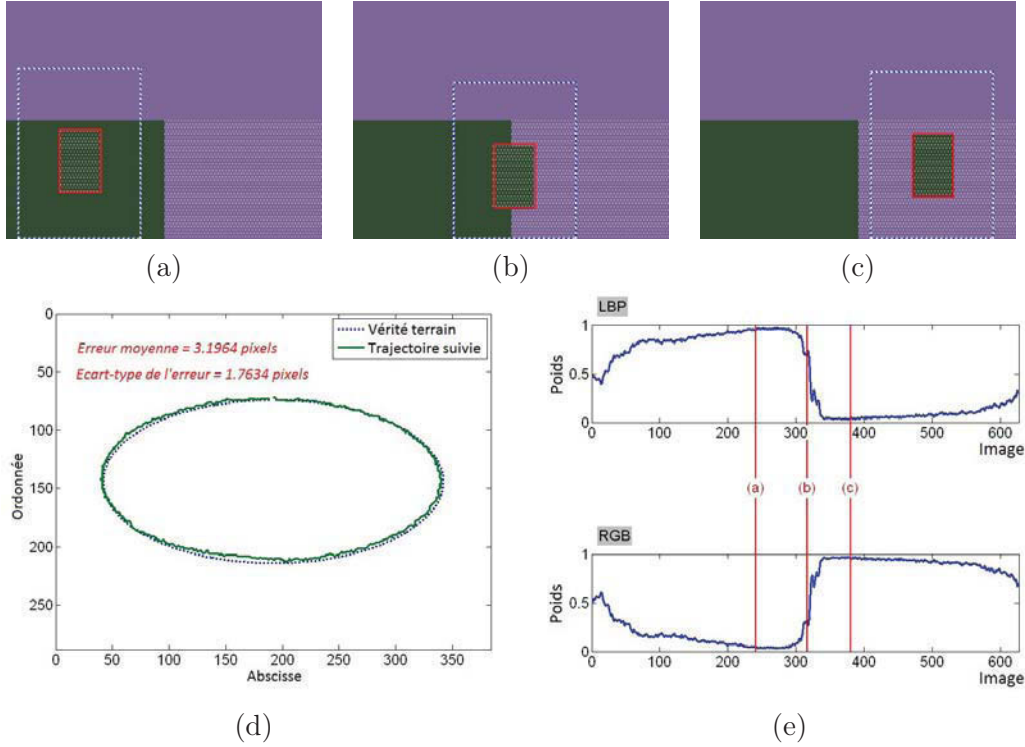 (a)
(b)
(c)
Vérité terrain
Trajectoire suivie
Erreur moyenne = 3.1964 pixels
Ecart-type de l'erreur = 1.7634 pixels
Ordonnée
0
50
100
150
200
250
0
50
100
150
200
250
300
350
Abscisse
(d)
LBP
Poids
1
0.5
0
0
100
200
300
400
500
600
Image
(a)
(b)
(c)
RGB
Poids
1
0.5
0
0
100
200
300
400
500
600
Image
(e)